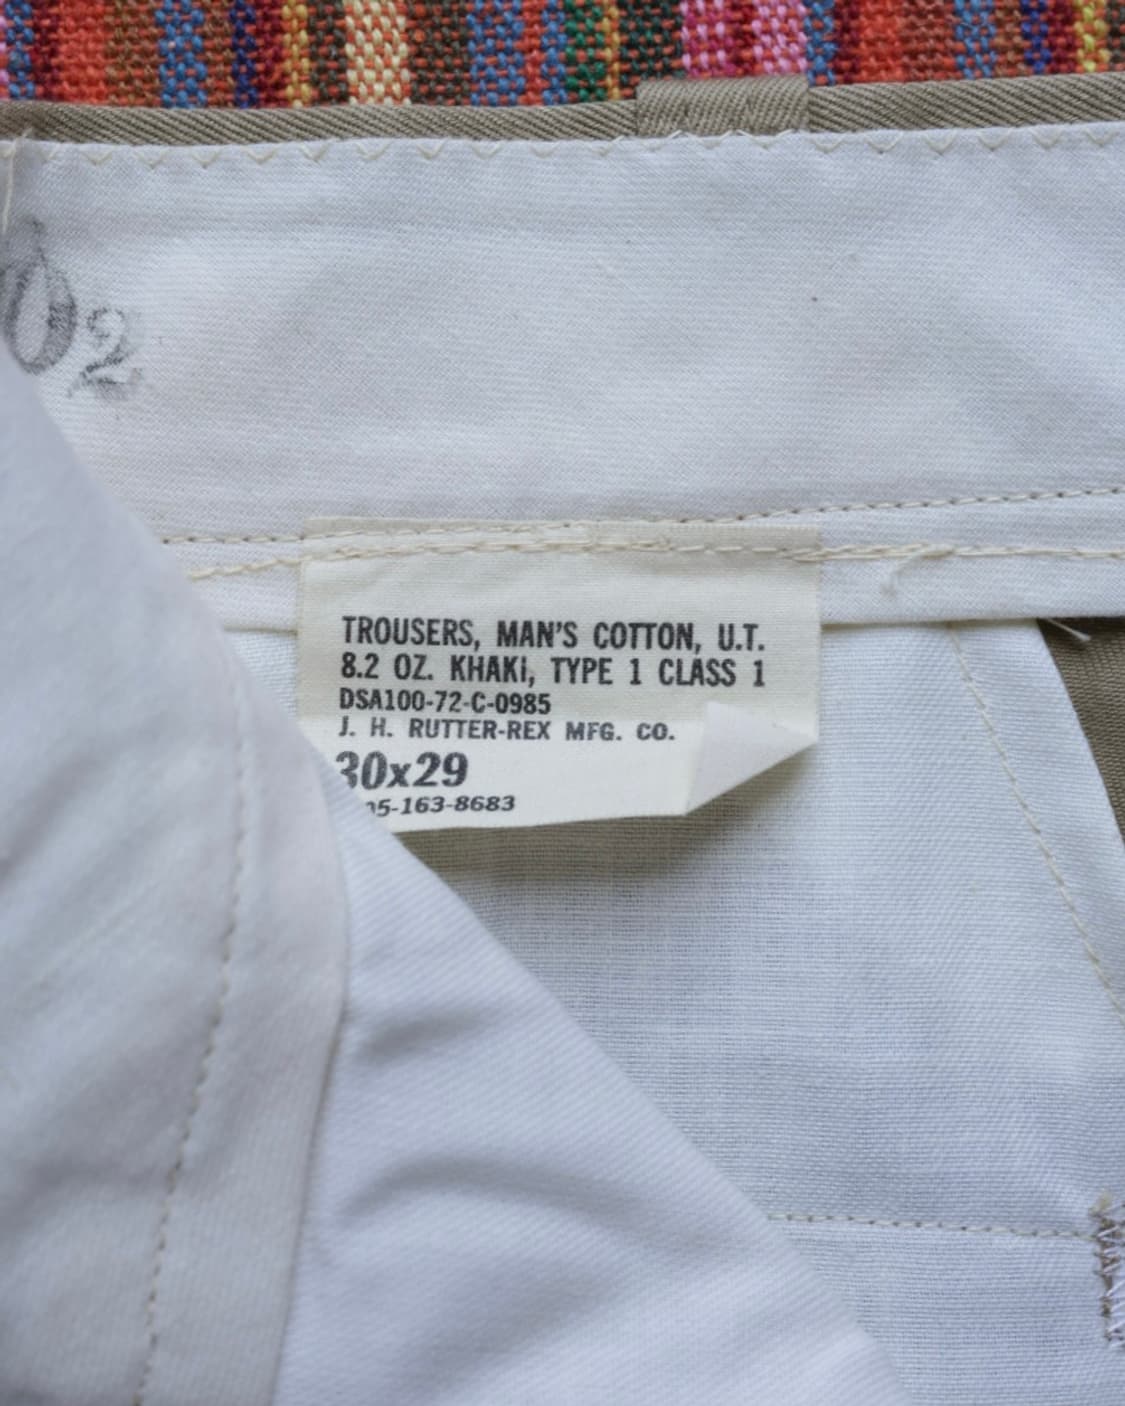 02
TROUSERS, MAN'S COTTON, U.T.
8.2 OZ. KHAKI, TYPE 1 CLASS 1
DSA100-72-C-0985
J. H. RUTTER-REX MFG. CO.
30x29
05-163-8683